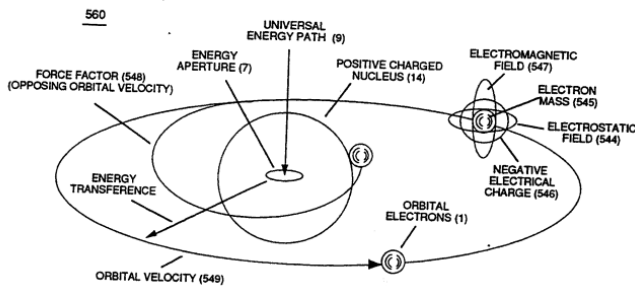 560
UNIVERSAL
ENERGY PATH (9)
ENERGY
APERTURE (7)
POSITIVE CHARGED
NUCLEUS (14)
ELECTROMAGNETIC
FIELD (547)
FORCE FACTOR (548)
(OPPOSING ORBITAL VELOCITY)
ELECTRON
MASS (545)
ELECTROSTATIC
FIELD (544)
NEGATIVE
ELECTRICAL
CHARGE (546)
ENERGY
TRANSFERENCE
ORBITAL
ELECTRONS (1)
ORBITAL VELOCITY (549)